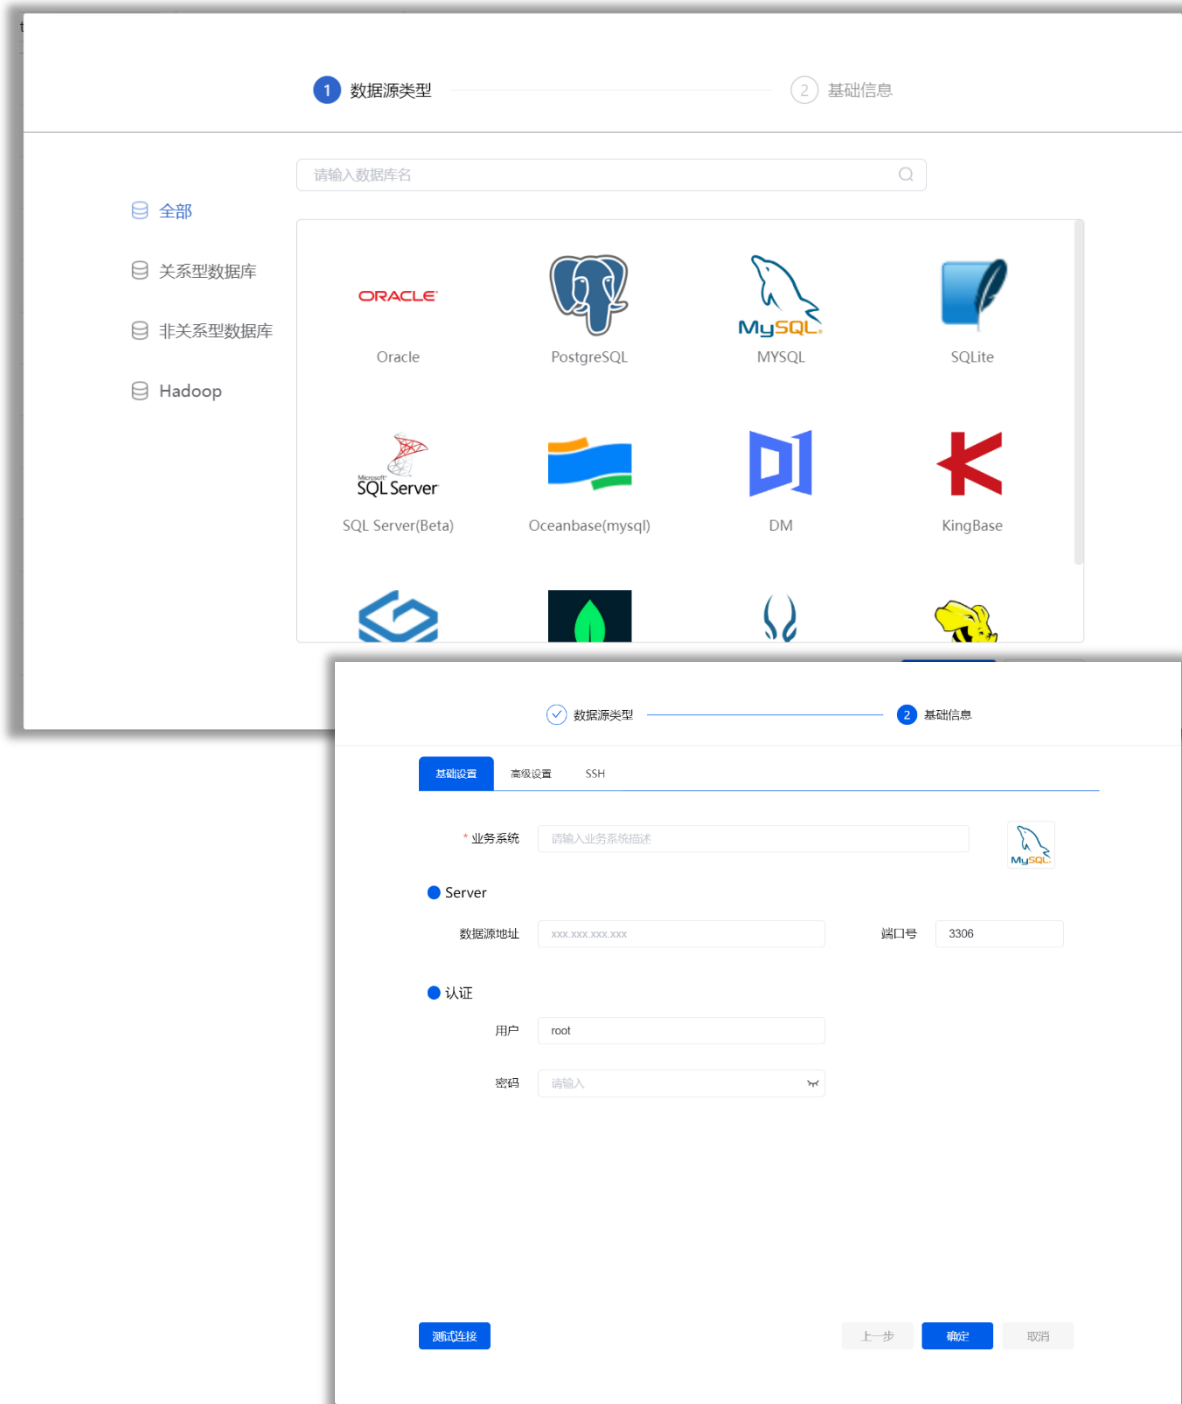 1 数据源类型
2 基础信息
请输入数据库名
全部
关系型数据库
非关系型数据库
Hadoop
ORACLE
MySQL
Oracle
PostgreSQL
MYSQL
SQLite
Microsoft
SQL Server
SQL Server(Beta)
Oceanbase(mysql)
DM
KingBase
数据源类型
2 基础信息
基础设置
高级设置
SSH
* 业务系统
请输入业务系统描述
MySQL
Server
数据源地址
xxx.xxx.xxx.xxx
端口号
3306
认证
用户
root
密码
请输入
测试连接
上一步
确定
取消